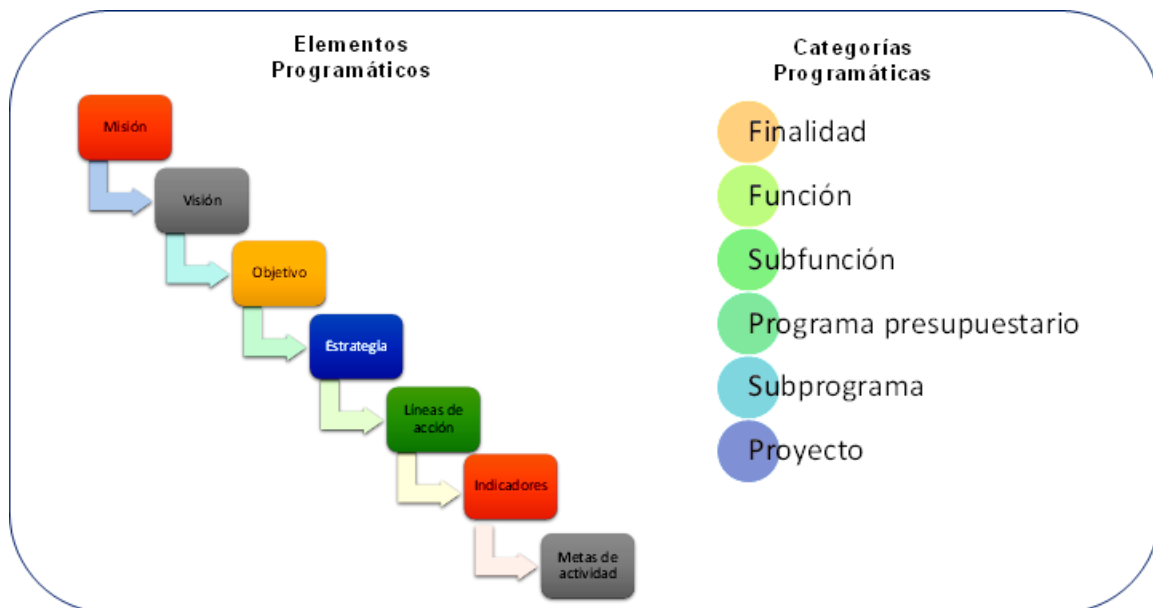 Elementos
Programáticos
Misión
Visión
Objetivo
Estrategia
Líneas de
acción
Indicadores
Metas de
actividad
Categorías
Programáticas
Finalidad
Función
Subfunción
Programa presupuestario
Subprograma
Proyecto